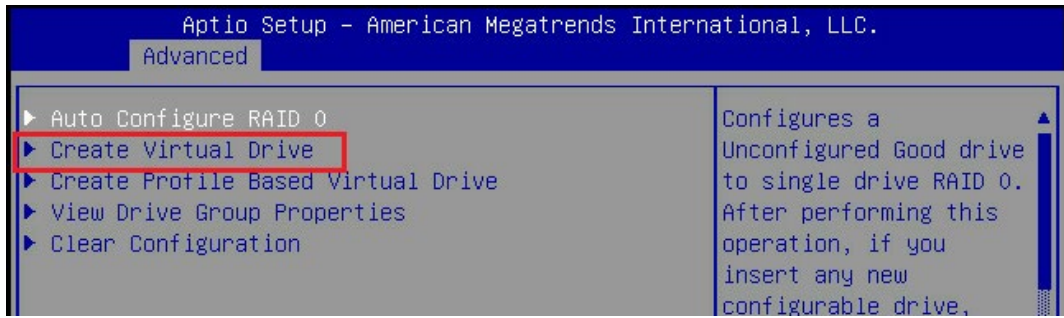 Aptio Setup – American Megatrends International, LLC.
Advanced
Auto Configure RAID 0
Create Virtual Drive
Create Profile Based Virtual Drive
View Drive Group Properties
Clear Configuration
Configures a
Unconfigured Good drive
to single drive RAID 0.
After performing this
operation, if you
insert any new
configurable drive,